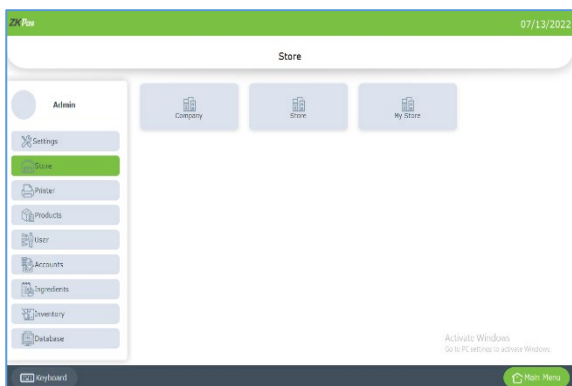 ZKPos
07/13/2022
Store
Admin
Company
Store
My Store
Settings
Store
Printer
Products
User
Accounts
Ingredients
Inventory
Database
Activate Windows
Go to PC settings to activate Windows.
Keyboard
Main Menu